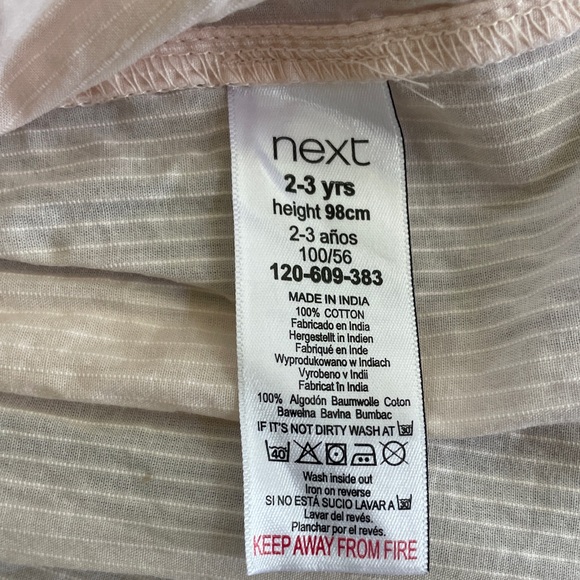 next
2-3 yrs
height 98cm
2-3 años
100/56
120-609-383
MADE IN INDIA
100% COTTON
Fabricado en India
Hergestellt in Indien
Fabriqué en Inde
Wyprodukowano w Indiach
Vyrobeno v Indii
Fabricat în India
100% Algodón Baumwolle Coton
Bawełna Bavlna Bumbac
IF IT'S NOT DIRTY WASH AT 30
40
Wash inside out
Iron on reverse
SI NO ESTÁ SUCIO LAVAR A 30
Lavar del revés.
Planchar por el revés.
KEEP AWAY FROM FIRE